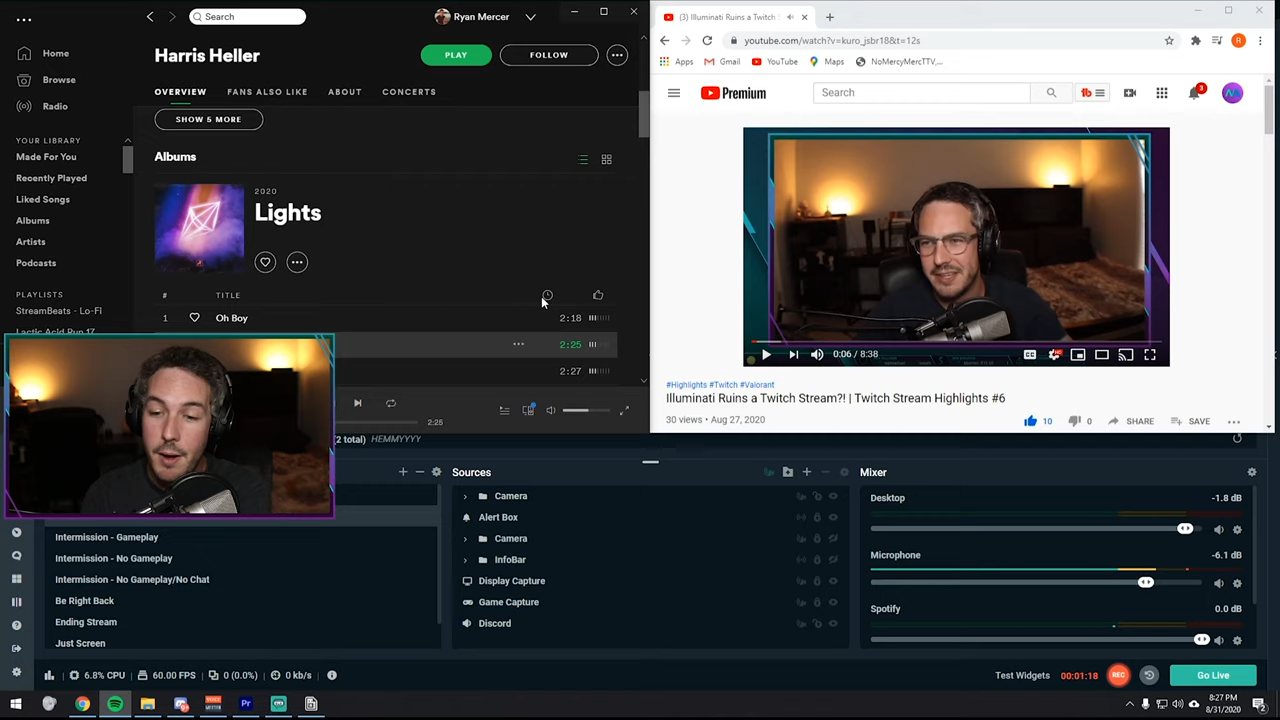 Search
Ryan Mercer
Home
Browse
Radio
YOUR LIBRARY
Made For You
Recently Played
Liked Songs
Albums
Artists
Podcasts
PLAYLISTS
StreamBeats - Lo-FI
Lactic Acid Run 17
Harris Heller
PLAY
FOLLOW
OVERVIEW FANS ALSO LIKE ABOUT CONCERTS
SHOW 5 MORE
Albums
2020
Lights
# TITLE
1 Oh Boy 2:18
2:25
2:27
2:25
(3) Illuminati Ruins a Twitch S
youtube.com/watch?v=kuro_jsbr18&t=12s
Apps Gmail YouTube Maps NoMercyMercTTV,...
Premium
Search
tb
3
R
0:06 / 8:38
#Highlights #Twitch #Valorant
Illuminati Ruins a Twitch Stream?! | Twitch Stream Highlights #6
30 views • Aug 27, 2020
10 0 SHARE SAVE
(2 total) HEMMYYYY
Intermission - Gameplay
Intermission - No Gameplay
Intermission - No Gameplay/No Chat
Be Right Back
Ending Stream
Just Screen
Sources
Camera
Alert Box
Camera
InfoBar
Display Capture
Game Capture
Discord
Mixer
Desktop -1.8 dB
Microphone -6.1 dB
Spotify 0.0 dB
6.8% CPU 60.00 FPS 0 (0.0%) 0 kb/s
Test Widgets 00:01:18 REC Go Live
Pr
8:27 PM
8/31/2020
2